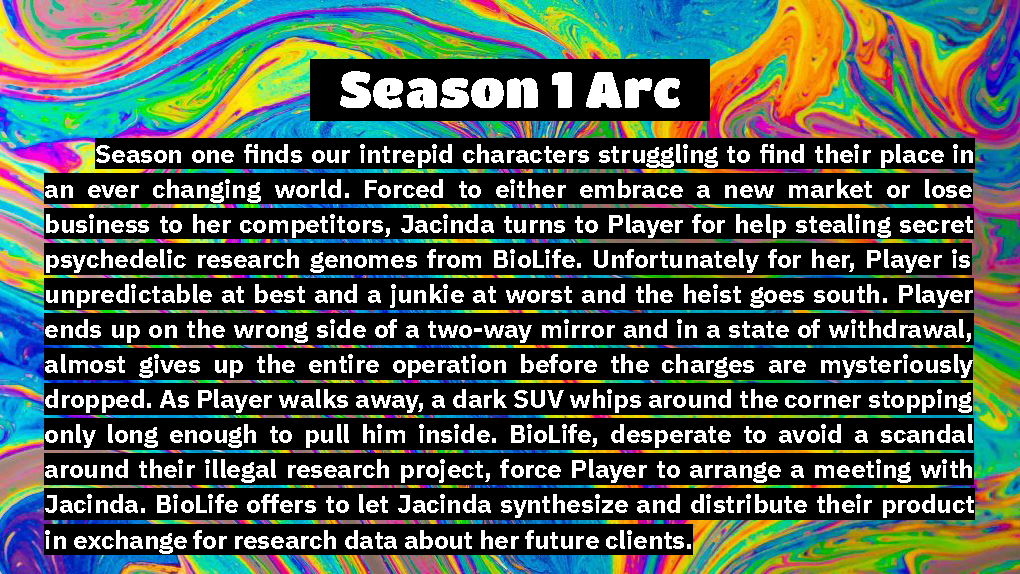 Season 1 Arc
Season one finds our intrepid characters struggling to find their place in
an ever changing world. Forced to either embrace a new market or lose
business to her competitors, Jacinda turns to Player for help stealing secret
psychedelic research genomes from BioLife. Unfortunately for her, Player is
unpredictable at best and a junkie at worst and the heist goes south. Player
ends up on the wrong side of a two-way mirror and in a state of withdrawal,
almost gives up the entire operation before the charges are mysteriously
dropped. As Player walks away, a dark SUV whips around the corner stopping
only long enough to pull him inside. BioLife, desperate to avoid a scandal
around their illegal research project, force Player to arrange a meeting with
Jacinda. BioLife offers to let Jacinda synthesize and distribute their product
in exchange for research data about her future clients.